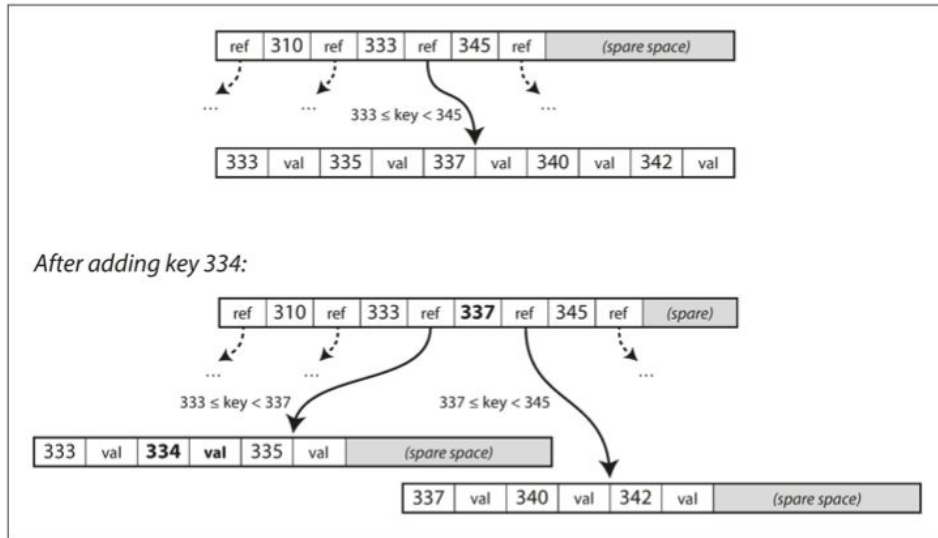 ref 310 ref 333 ref 345 ref (spare space)
... ... ...
333 ≤ key < 345
333 val 335 val 337 val 340 val 342 val
After adding key 334:
ref 310 ref 333 ref 337 ref 345 ref (spare)
... ... ...
333 ≤ key < 337 337 ≤ key < 345
333 val 334 val 335 val (spare space)
337 val 340 val 342 val (spare space)